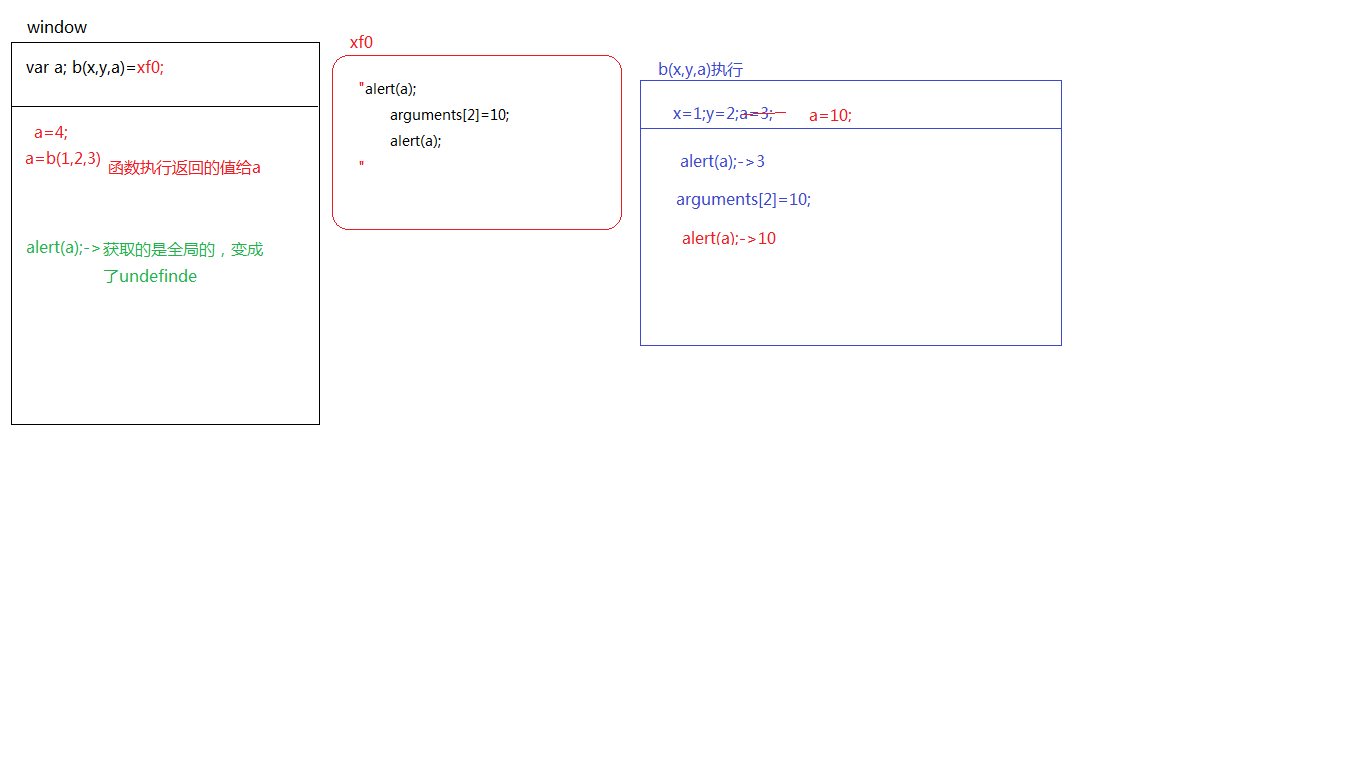 window
var a; b(x,y,a)=xf0;
a=4;
a=b(1,2,3) 函数执行返回的值给a
alert(a);->获取的是全局的，变成
了undefinde
xf0
"alert(a);
arguments[2]=10;
alert(a);
"
b(x,y,a)执行
x=1;y=2;a=3; a=10;
alert(a);->3
arguments[2]=10;
alert(a);->10